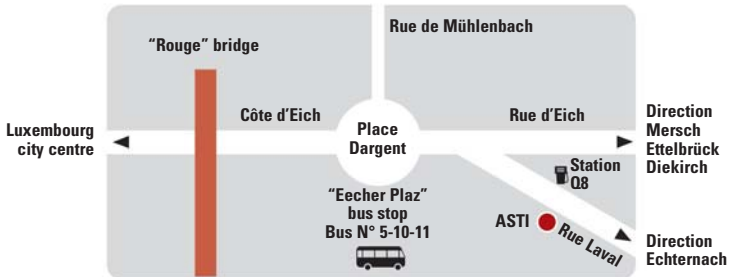 Rue de Mühlenbach
“Rouge” bridge
Côte d’Eich
Rue d’Eich
Luxembourg
city centre
Place
Dargent
Direction
Mersch
Ettelbrück
Diekirch
Station
Q8
“Eecher Plaz”
bus stop
Bus N° 5-10-11
ASTI
Rue Laval
Direction
Echternach